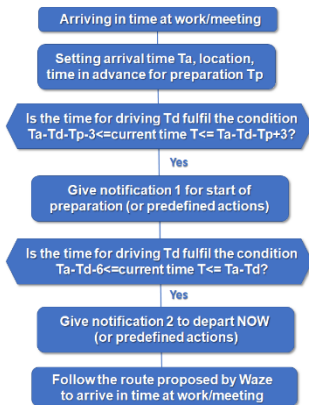 Arriving in time at work/meeting
Setting arrival time Ta, location,
time in advance for preparation Tp
Is the time for driving Td fulfil the condition
Ta-Td-Tp-3<=current time T<= Ta-Td-Tp+3?
Yes
Give notification 1 for start of
preparation (or predefined actions)
Is the time for driving Td fulfil the condition
Ta-Td-6<=current time T<= Ta-Td?
Yes
Give notification 2 to depart NOW
(or predefined actions)
Follow the route proposed by Waze
to arrive in time at work/meeting